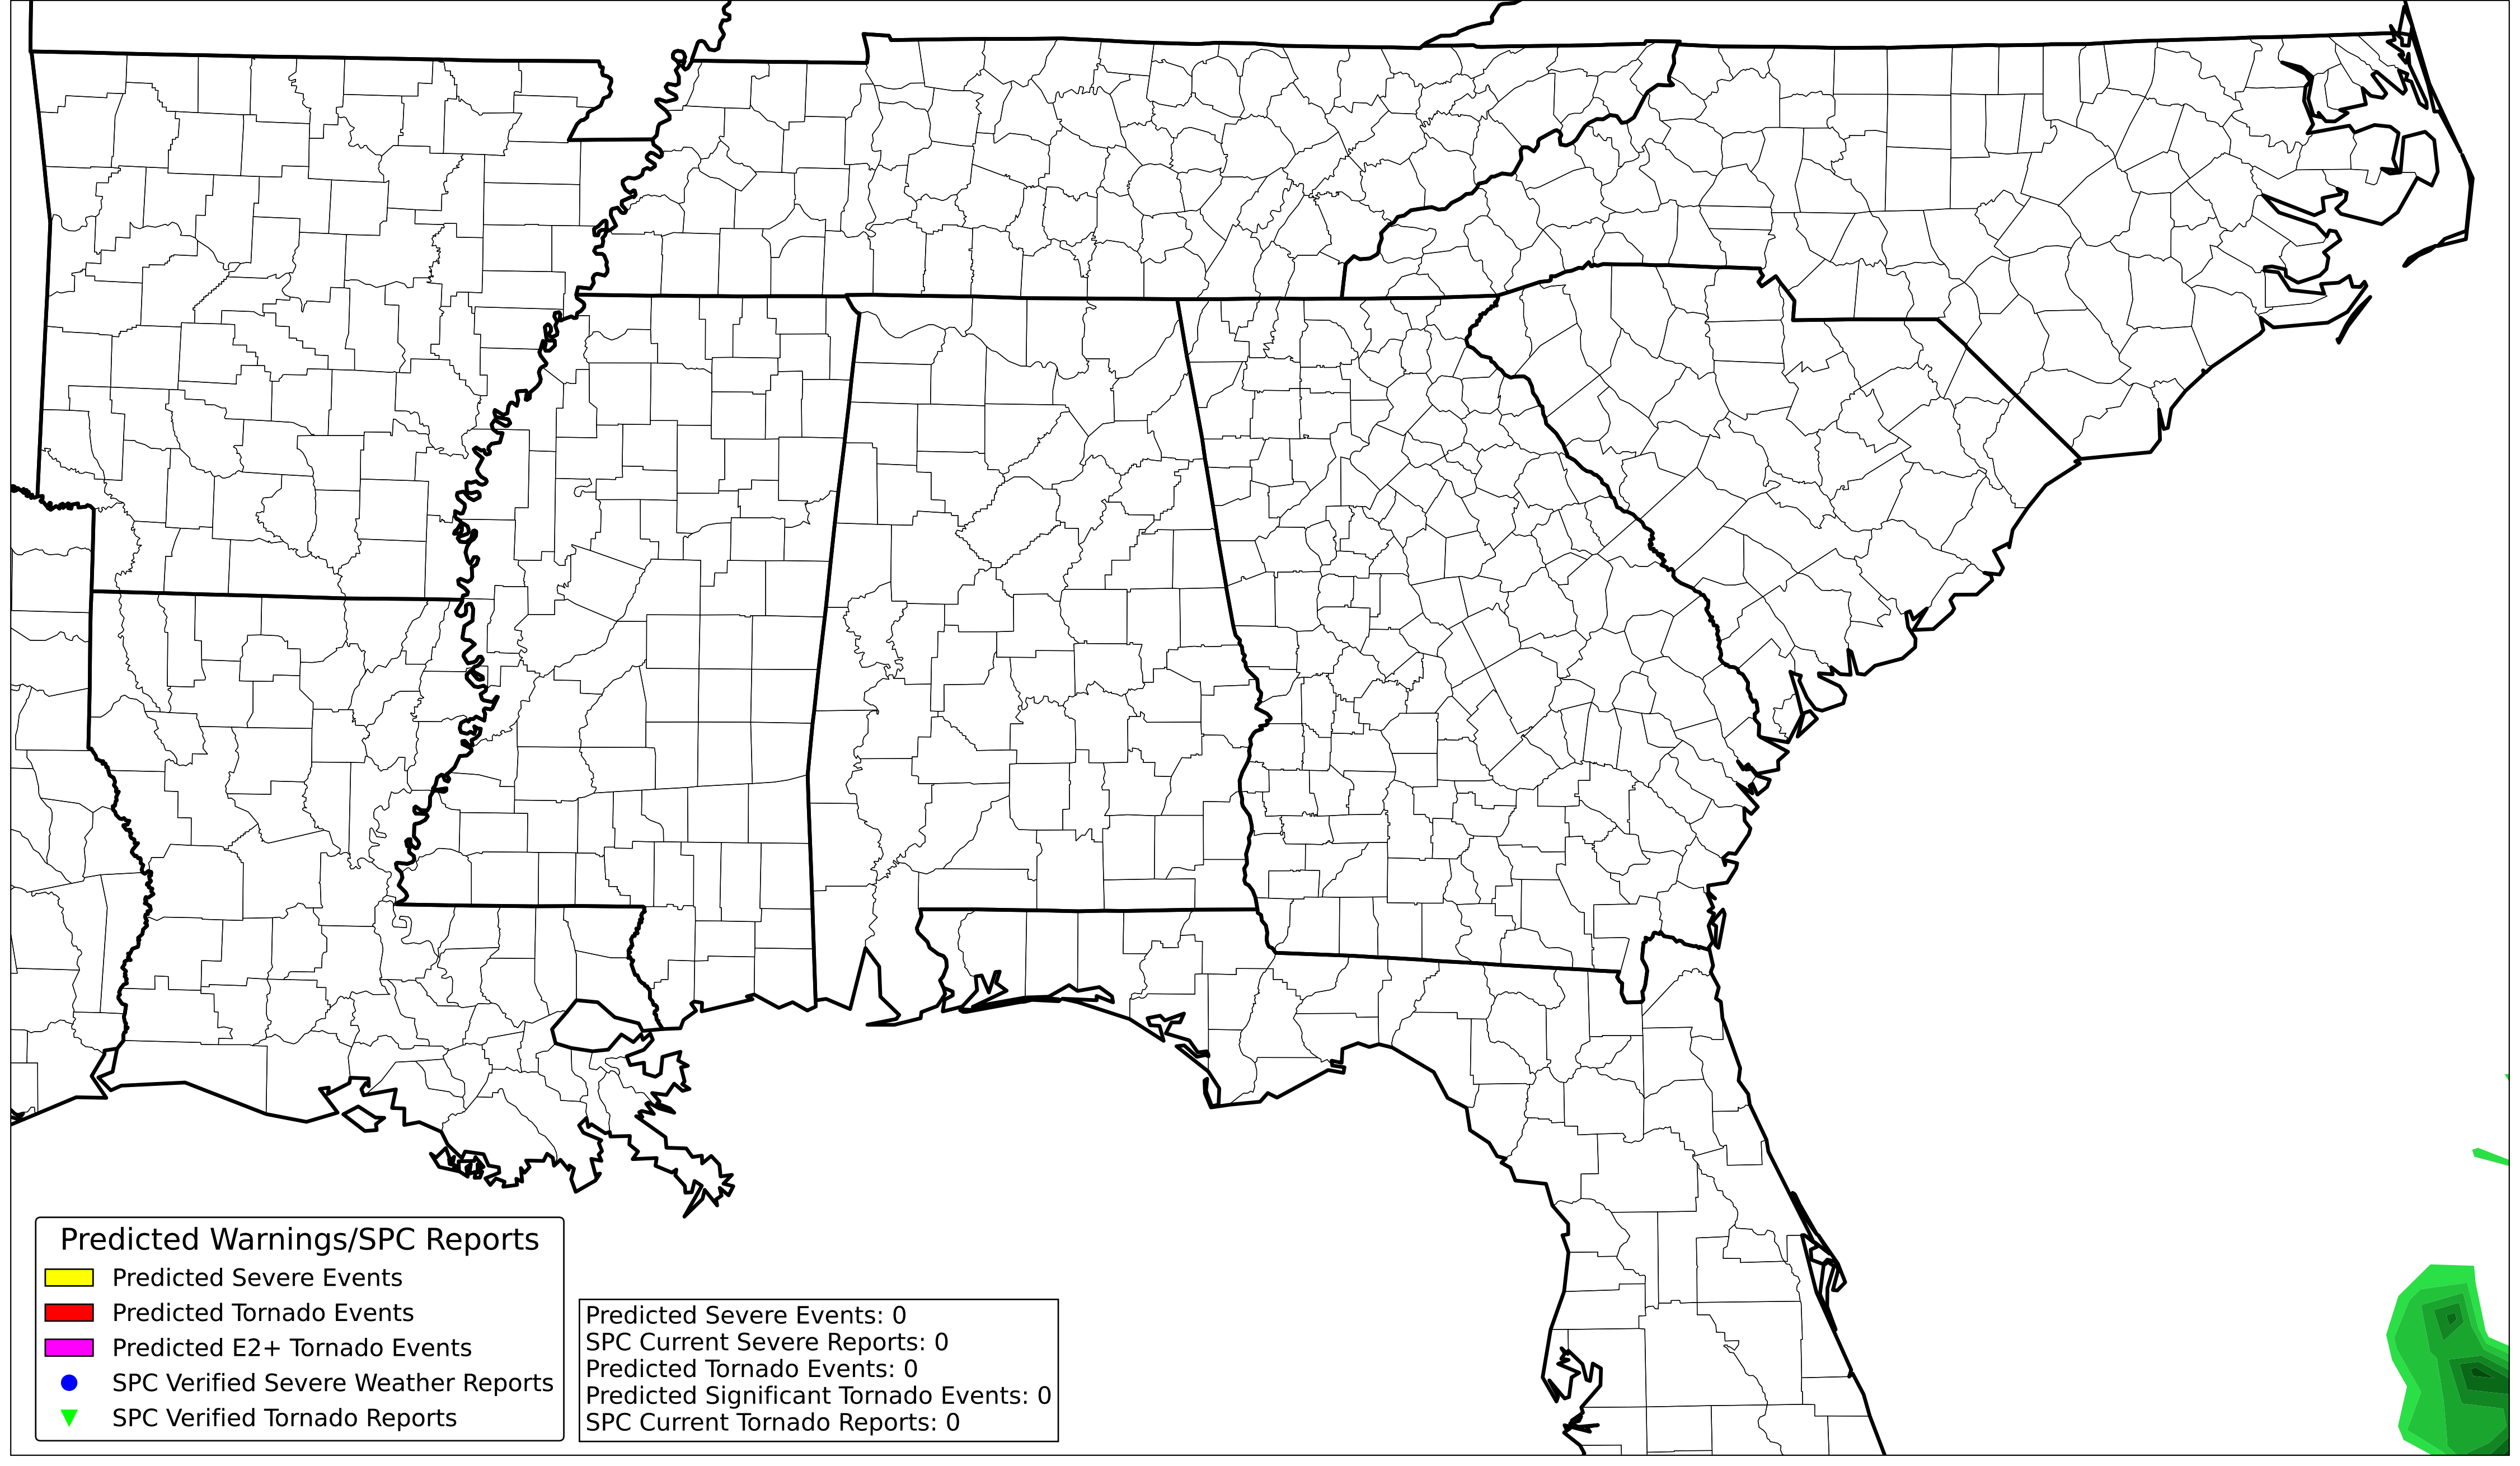 Predicted Warnings/SPC Reports
Predicted Severe Events
Predicted Tornado Events
Predicted E2+ Tornado Events
SPC Verified Severe Weather Reports
SPC Verified Tornado Reports
Predicted Severe Events: 0
SPC Current Severe Reports: 0
Predicted Tornado Events: 0
Predicted Significant Tornado Events: 0
SPC Current Tornado Reports: 0